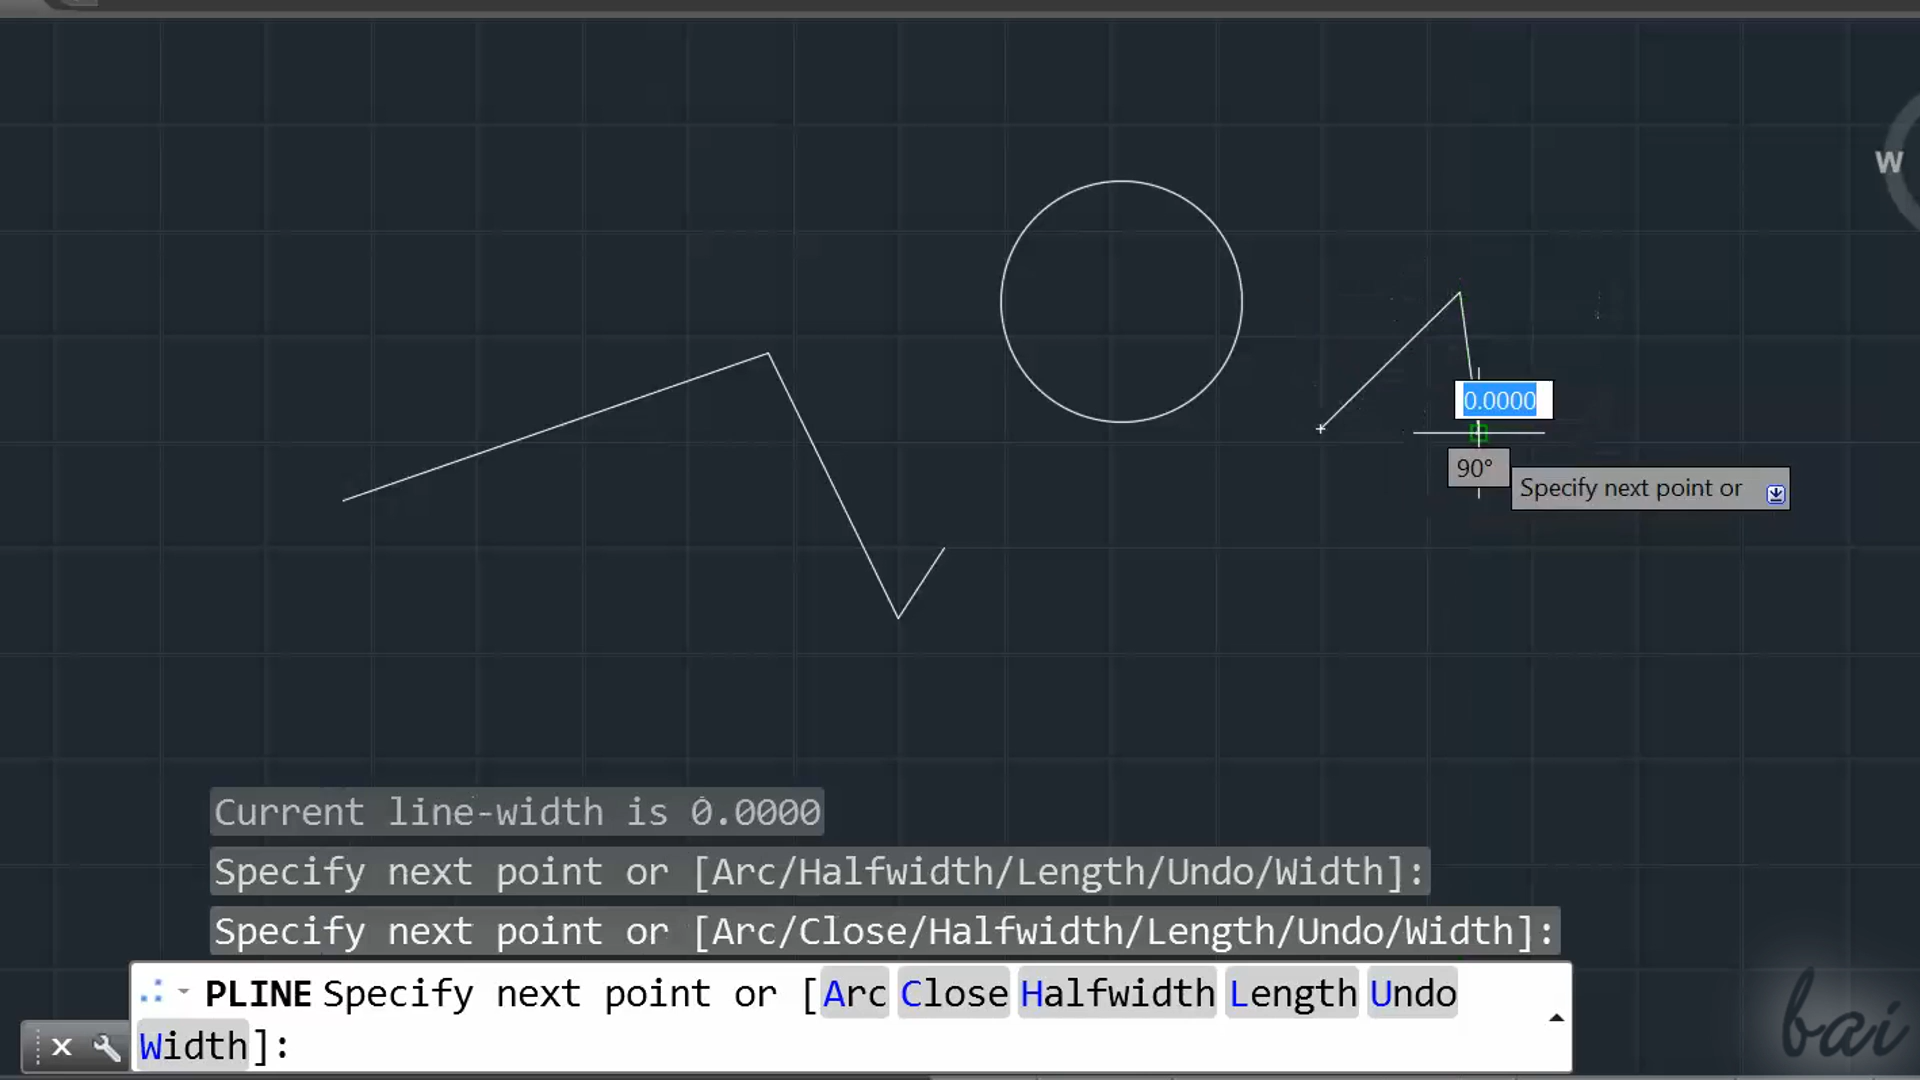 W
0.0000
90°
Specify next point or
Current line-width is 0.0000
Specify next point or [Arc/Halfwidth/Length/Undo/Width]:
Specify next point or [Arc/Close/Halfwidth/Length/Undo/Width]:
PLINE Specify next point or [Arc Close Halfwidth Length Undo
Width]:
bai